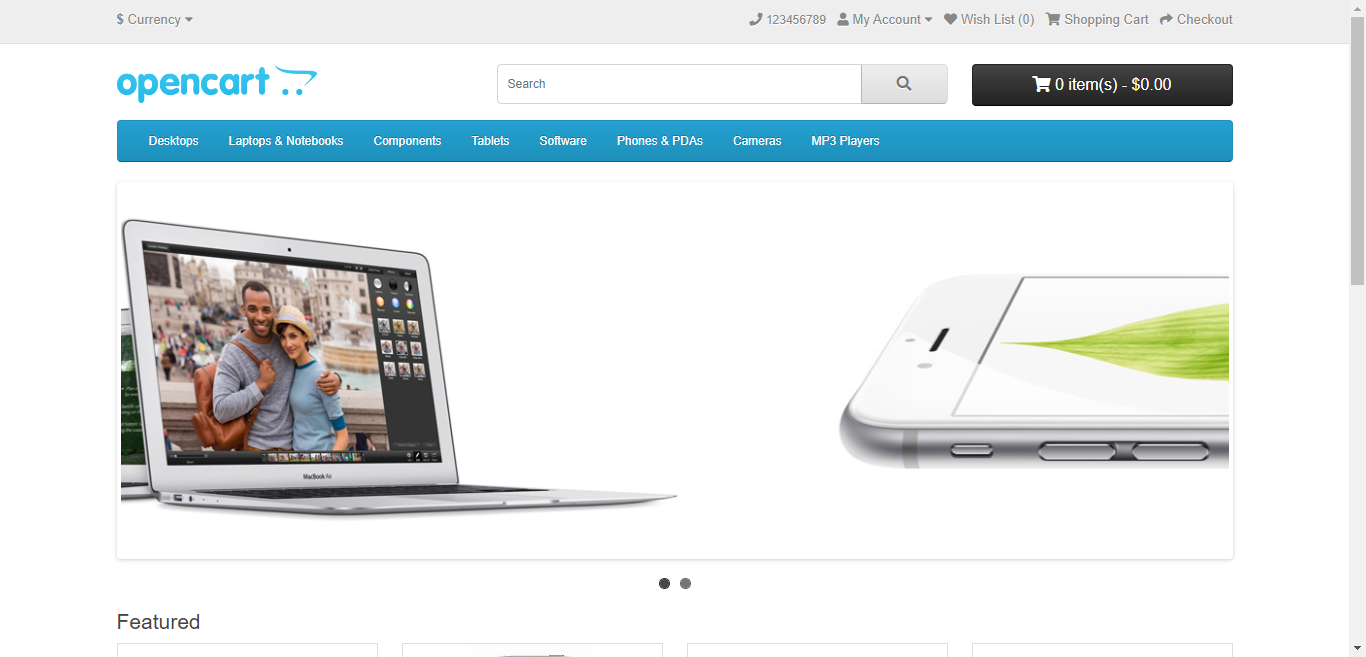 $ Currency
123456789 My Account Wish List (0) Shopping Cart Checkout
opencart
Search
0 item(s) - $0.00
Desktops Laptops & Notebooks Components Tablets Software Phones & PDAs Cameras MP3 Players
MacBook Air
Featured